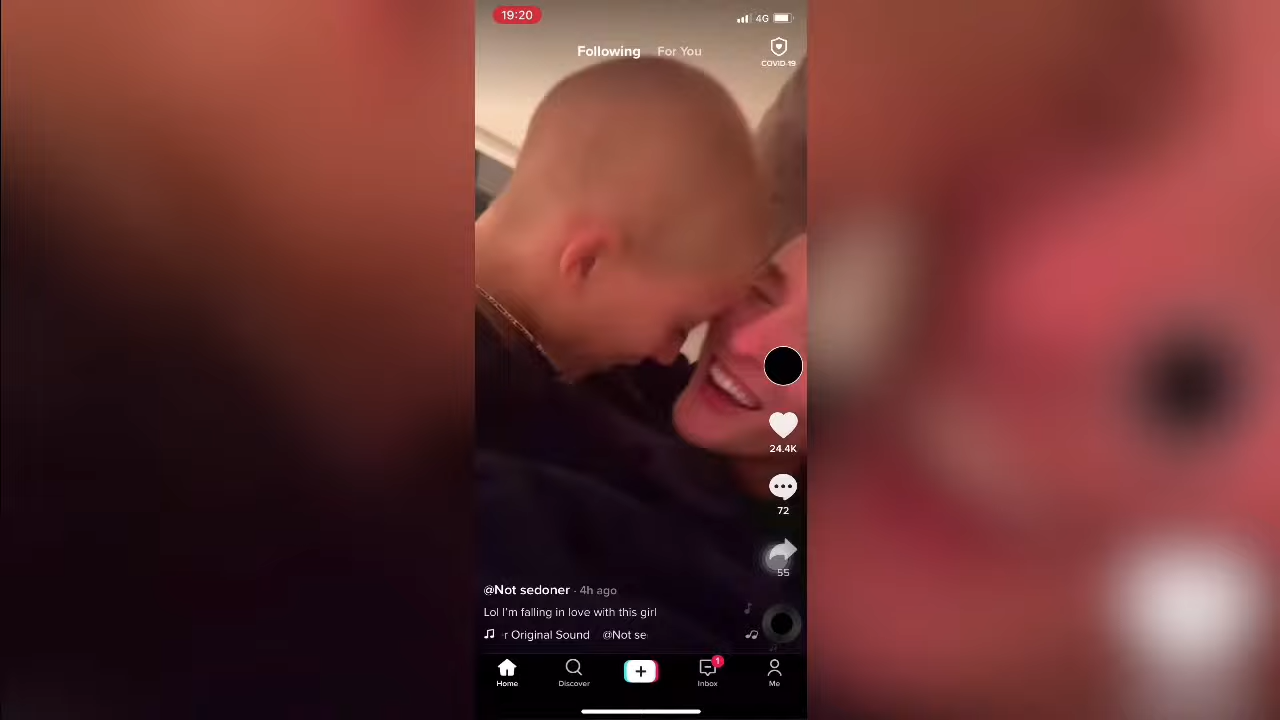 19:20
4G
Following For You
COVID-19
24.4K
72
55
@Not sedoner · 4h ago
Lol I'm falling in love with this girl
r Original Sound @Not se
Home Discover Inbox 1 Me